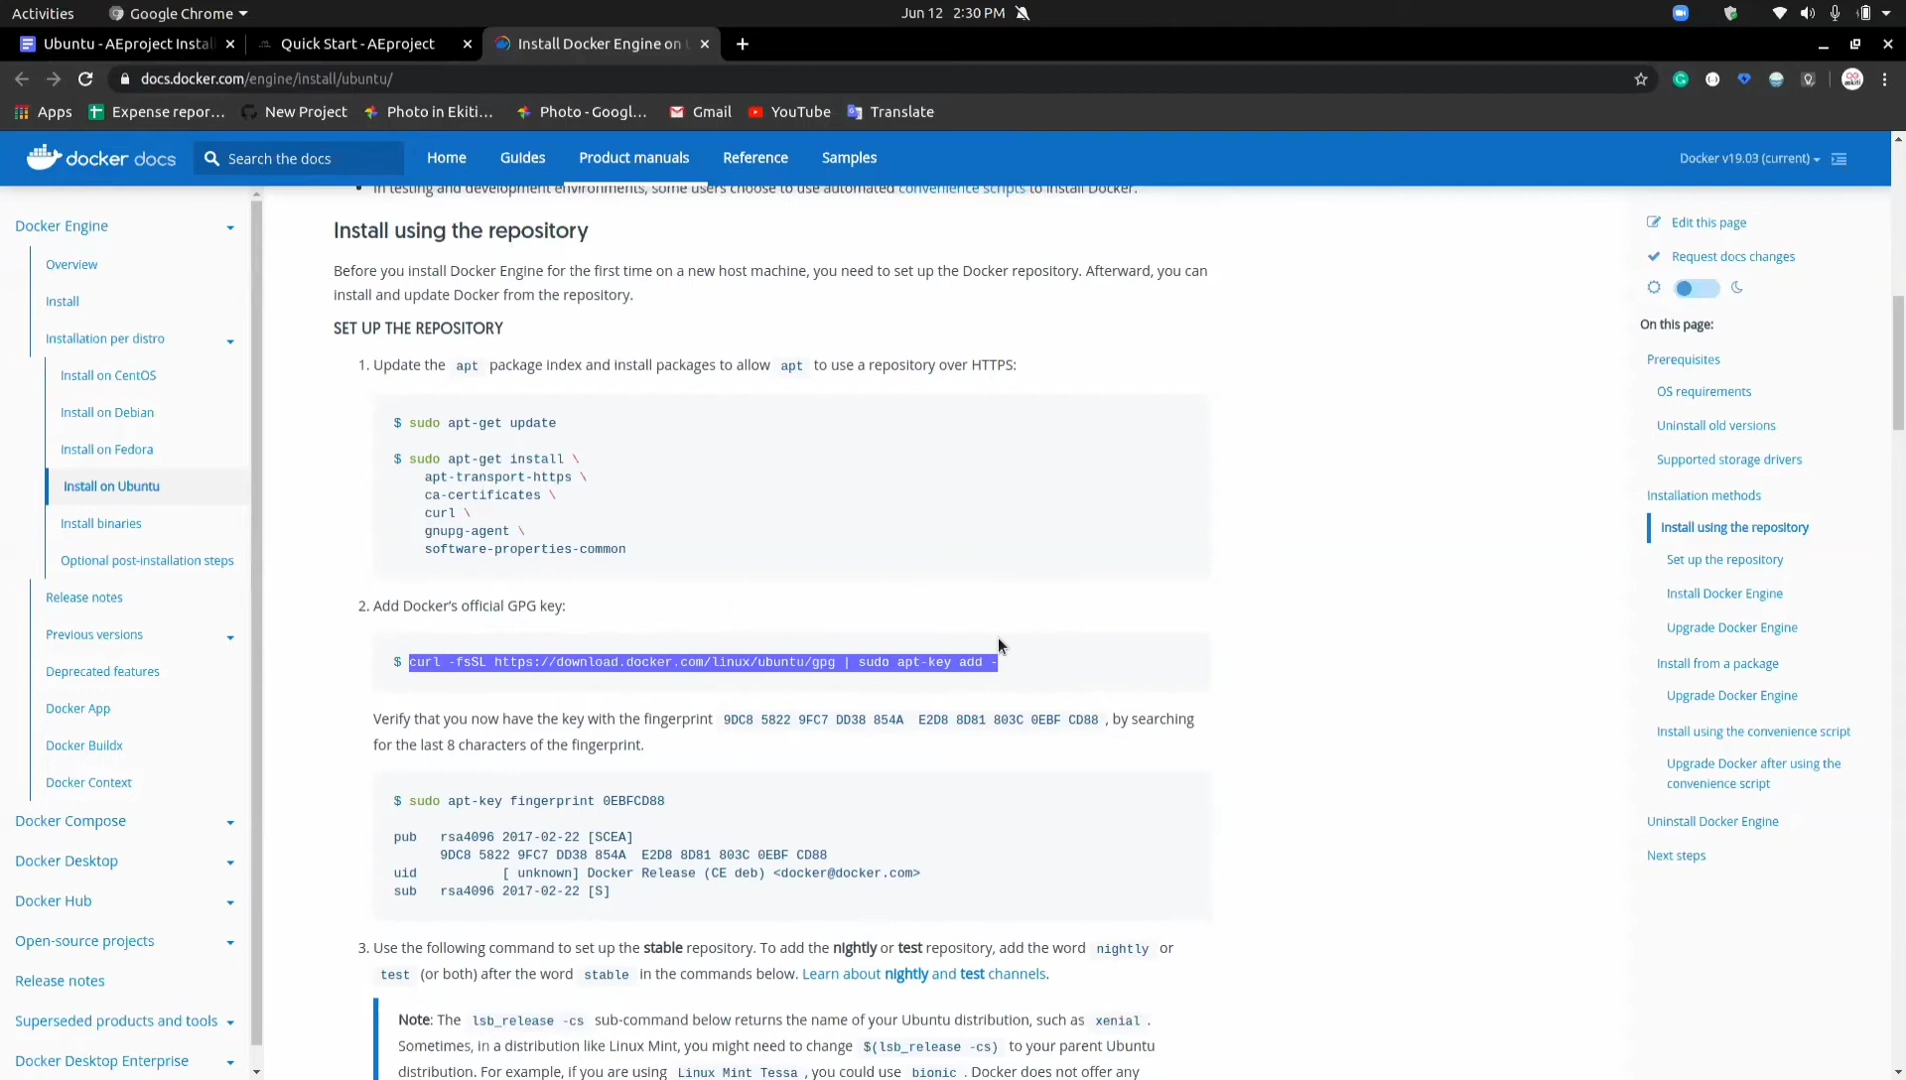 Activities Google Chrome Jun 12 2:30 PM
Ubuntu - AEproject Instal Quick Start - AEproject Install Docker Engine on
docs.docker.com/engine/install/ubuntu/
Apps Expense repor... New Project Photo in Ekiti... Photo - Googl... Gmail YouTube Translate
docker docs Search the docs Home Guides Product manuals Reference Samples Docker v19.03 (current)
Docker Engine
Overview
Install
Installation per distro
Install on CentOS
Install on Debian
Install on Fedora
Install on Ubuntu
Install binaries
Optional post-installation steps
Release notes
Previous versions
Deprecated features
Docker App
Docker Buildx
Docker Context
Docker Compose
Docker Desktop
Docker Hub
Open-source projects
Release notes
Superseded products and tools
Docker Desktop Enterprise
In testing and development environments, some users choose to use automated convenience scripts to install Docker.
Install using the repository
Before you install Docker Engine for the first time on a new host machine, you need to set up the Docker repository. Afterward, you can
install and update Docker from the repository.
SET UP THE REPOSITORY
1. Update the apt package index and install packages to allow apt to use a repository over HTTPS:
$ sudo apt-get update
$ sudo apt-get install \
apt-transport-https \
ca-certificates \
curl \
gnupg-agent \
software-properties-common
2. Add Docker's official GPG key:
$ curl -fsSL https://download.docker.com/linux/ubuntu/gpg | sudo apt-key add -
Verify that you now have the key with the fingerprint 9DC8 5822 9FC7 DD38 854A E2D8 8D81 803C 0EBF CD88 , by searching
for the last 8 characters of the fingerprint.
$ sudo apt-key fingerprint 0EBFCD88
pub rsa4096 2017-02-22 [SCEA]
9DC8 5822 9FC7 DD38 854A E2D8 8D81 803C 0EBF CD88
uid [ unknown] Docker Release (CE deb) <docker@docker.com>
sub rsa4096 2017-02-22 [S]
3. Use the following command to set up the stable repository. To add the nightly or test repository, add the word nightly or
test (or both) after the word stable in the commands below. Learn about nightly and test channels.
Note: The lsb_release -cs sub-command below returns the name of your Ubuntu distribution, such as xenial .
Sometimes, in a distribution like Linux Mint, you might need to change $(lsb_release -cs) to your parent Ubuntu
distribution. For example, if you are using Linux Mint Tessa , you could use bionic . Docker does not offer any
Edit this page
Request docs changes
On this page:
Prerequisites
OS requirements
Uninstall old versions
Supported storage drivers
Installation methods
Install using the repository
Set up the repository
Install Docker Engine
Upgrade Docker Engine
Install from a package
Upgrade Docker Engine
Install using the convenience script
Upgrade Docker after using the
convenience script
Uninstall Docker Engine
Next steps